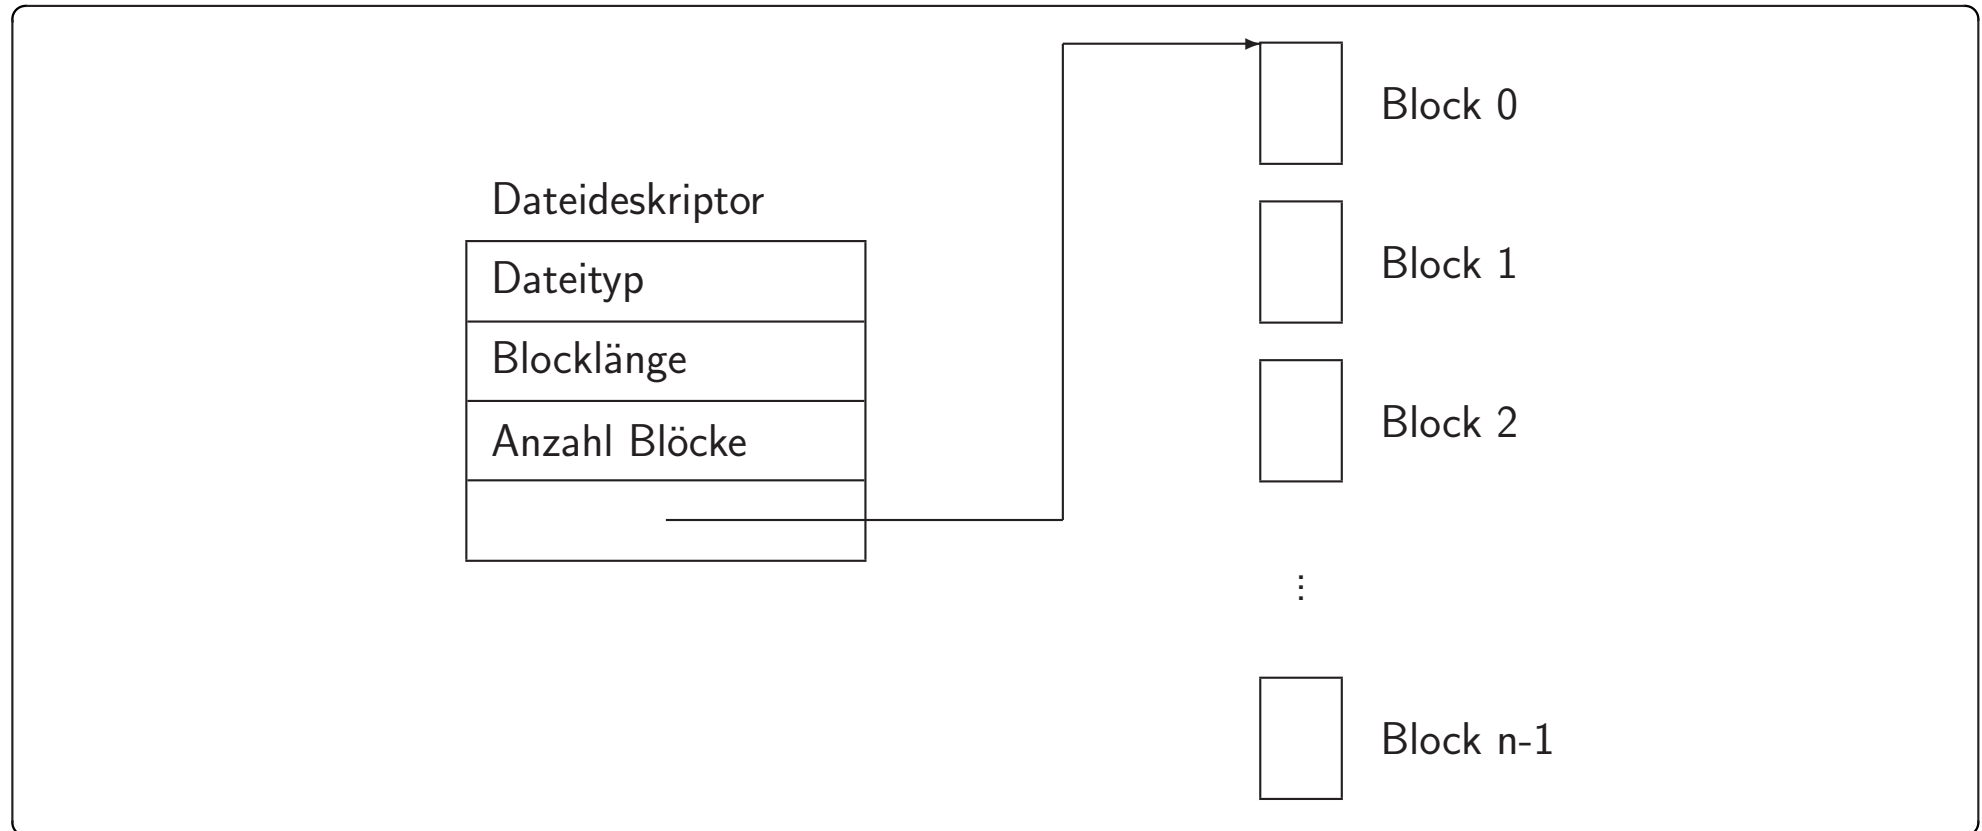 Dateideskriptor
Dateityp
Blocklänge
Anzahl Blöcke
Block 0
Block 1
Block 2
⋮
Block n-1